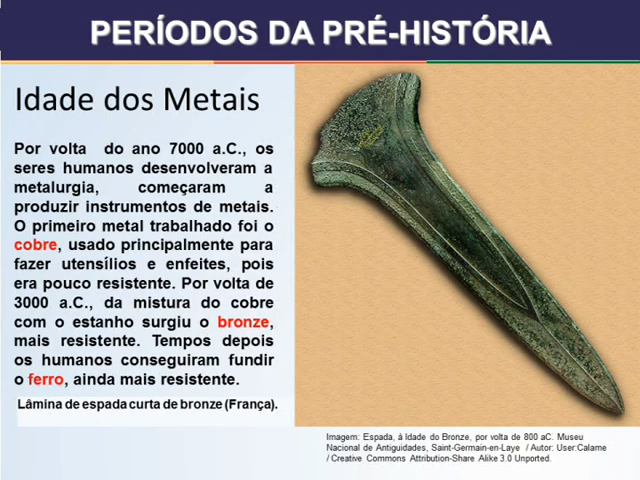 PERÍODOS DA PRÉ-HISTÓRIA
Idade dos Metais
Por volta do ano 7000 a.C., os
seres humanos desenvolveram a
metalurgia, começaram a
produzir instrumentos de metais.
O primeiro metal trabalhado foi o
cobre, usado principalmente para
fazer utensílios e enfeites, pois
era pouco resistente. Por volta de
3000 a.C., da mistura do cobre
com o estanho surgiu o bronze,
mais resistente. Tempos depois
os humanos conseguiram fundir
o ferro, ainda mais resistente.
Lâmina de espada curta de bronze (França).
Imagem: Espada, à Idade do Bronze, por volta de 800 aC. Museu
Nacional de Antiguidades, Saint-Germain-en-Laye / Autor: User:Calame
/ Creative Commons Attribution-Share Alike 3.0 Unported.